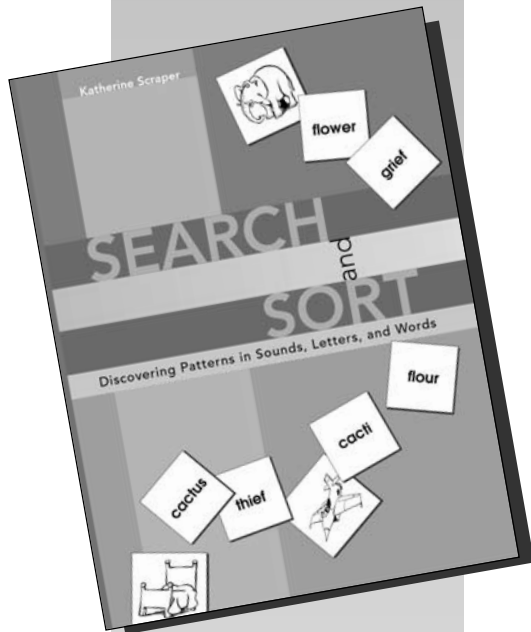 Katherine Scraper
flower
grief
SEARCH
and
SORT
Discovering Patterns in Sounds, Letters, and Words
flour
cacti
cactus
thief